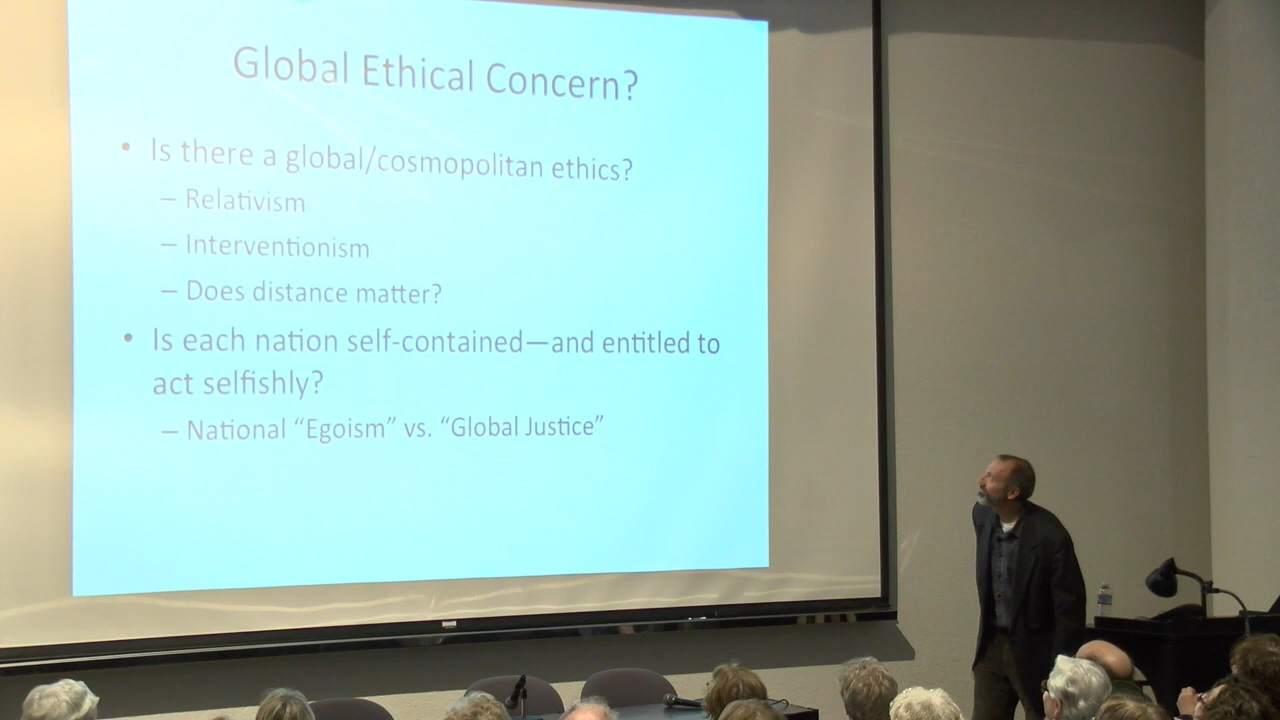 Global Ethical Concern?
• Is there a global/cosmopolitan ethics?
– Relativism
– Interventionism
– Does distance matter?
• Is each nation self-contained—and entitled to
act selfishly?
– National “Egoism” vs. “Global Justice”